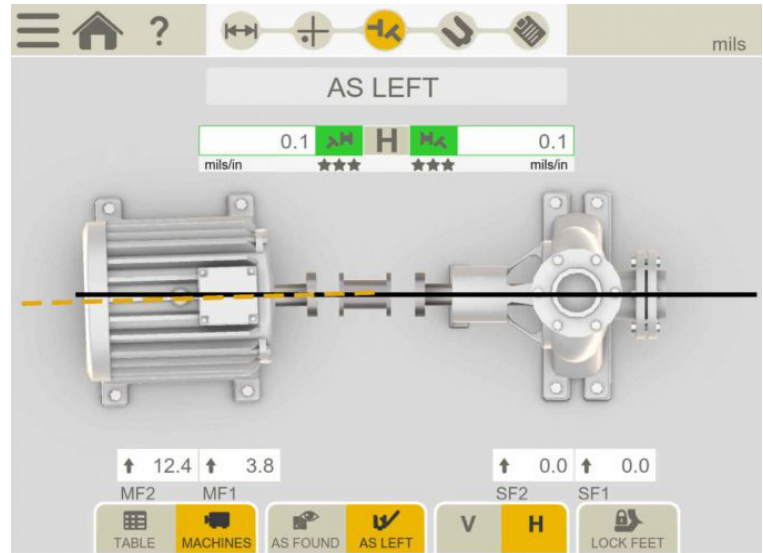 ?
mils
AS LEFT
0.1 H 0.1
mils/in mils/in
12.4 3.8 0.0 0.0
MF2 MF1 SF2 SF1
TABLE MACHINES AS FOUND AS LEFT V H LOCK FEET